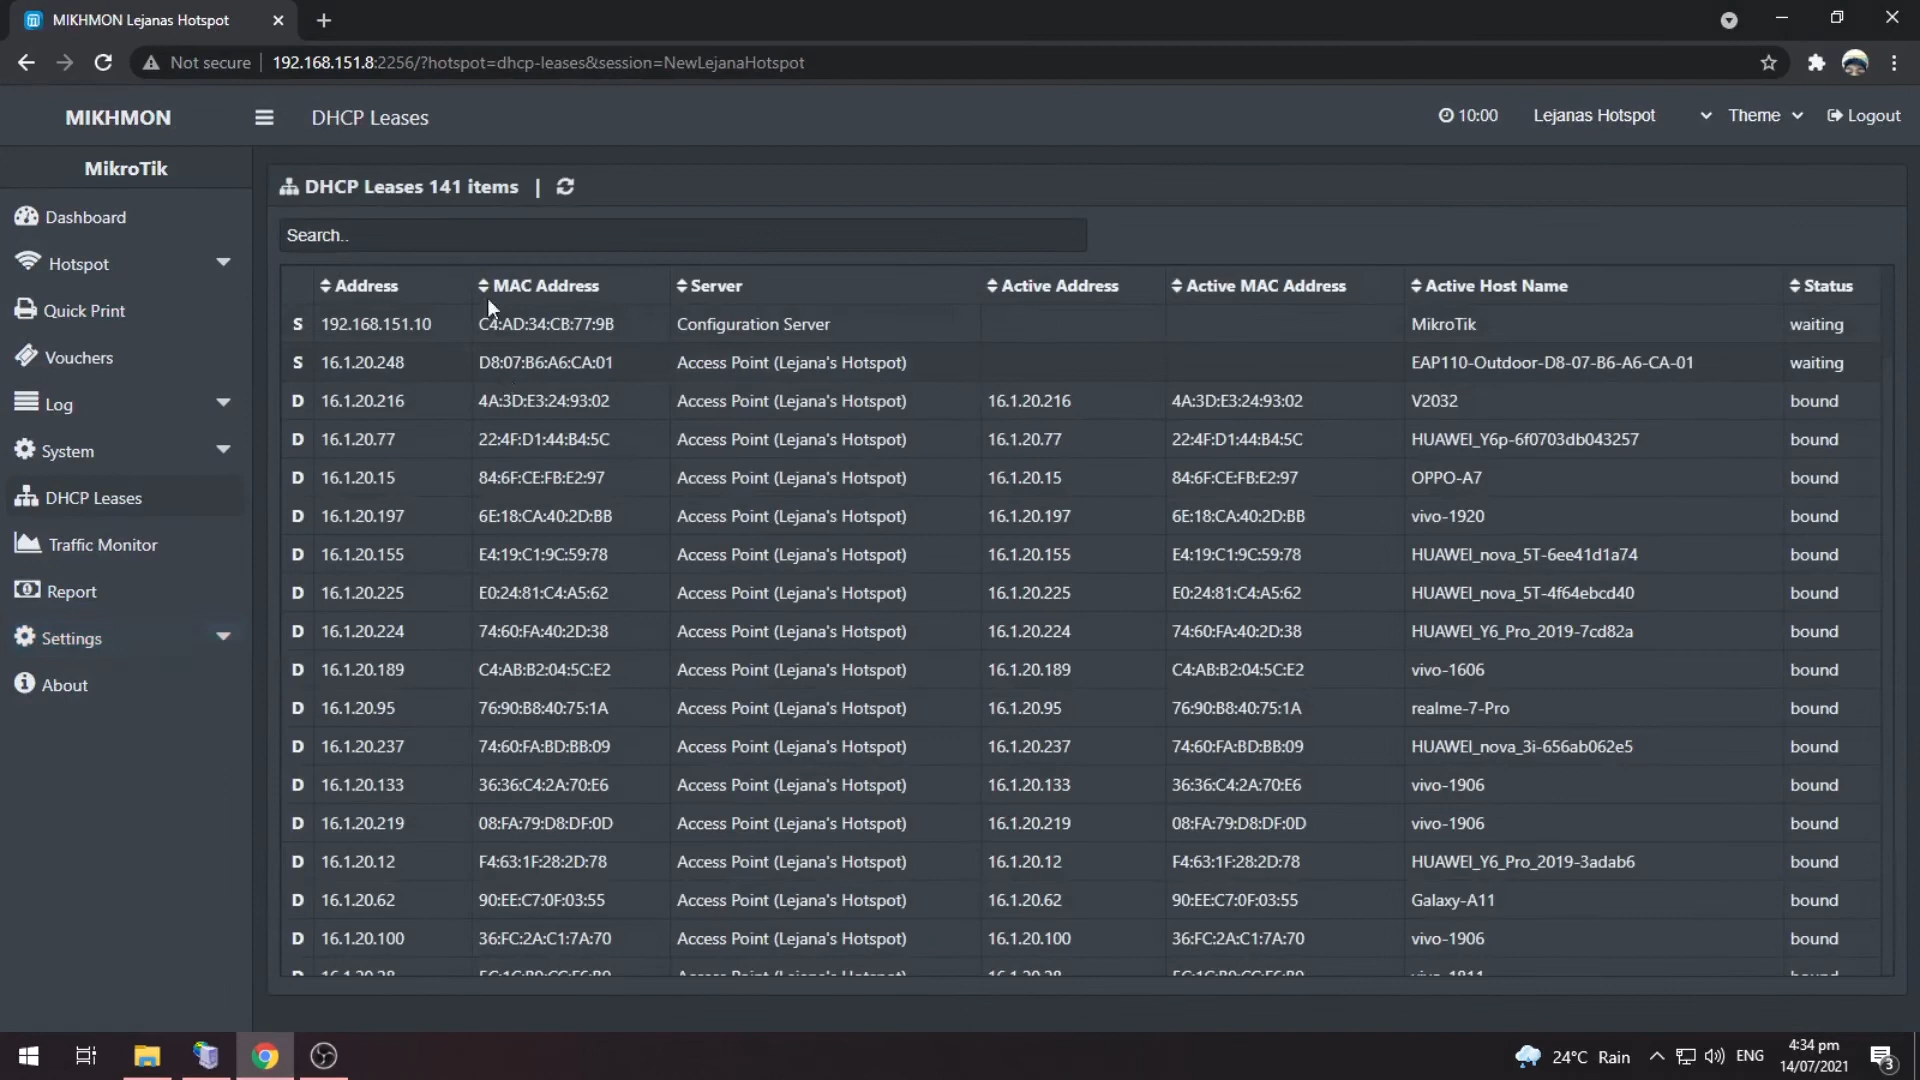 MIKHMON Lejanas Hotspot
Not secure 192.168.151.8:2256/?hotspot=dhcp-leases&session=NewLejanaHotspot
MIKHMON DHCP Leases 10:00 Lejanas Hotspot Theme Logout
MikroTik
Dashboard
Hotspot
Quick Print
Vouchers
Log
System
DHCP Leases
Traffic Monitor
Report
Settings
About
DHCP Leases 141 items |
Search..
Address MAC Address Server Active Address Active MAC Address Active Host Name Status
S 192.168.151.10 C4:AD:34:CB:77:9B Configuration Server MikroTik waiting
S 16.1.20.248 D8:07:B6:A6:CA:01 Access Point (Lejana's Hotspot) EAP110-Outdoor-D8-07-B6-A6-CA-01 waiting
D 16.1.20.216 4A:3D:E3:24:93:02 Access Point (Lejana's Hotspot) 16.1.20.216 4A:3D:E3:24:93:02 V2032 bound
D 16.1.20.77 22:4F:D1:44:B4:5C Access Point (Lejana's Hotspot) 16.1.20.77 22:4F:D1:44:B4:5C HUAWEI_Y6p-6f0703db043257 bound
D 16.1.20.15 84:6F:CE:FB:E2:97 Access Point (Lejana's Hotspot) 16.1.20.15 84:6F:CE:FB:E2:97 OPPO-A7 bound
D 16.1.20.197 6E:18:CA:40:2D:BB Access Point (Lejana's Hotspot) 16.1.20.197 6E:18:CA:40:2D:BB vivo-1920 bound
D 16.1.20.155 E4:19:C1:9C:59:78 Access Point (Lejana's Hotspot) 16.1.20.155 E4:19:C1:9C:59:78 HUAWEI_nova_5T-6ee41d1a74 bound
D 16.1.20.225 E0:24:81:C4:A5:62 Access Point (Lejana's Hotspot) 16.1.20.225 E0:24:81:C4:A5:62 HUAWEI_nova_5T-4f64ebcd40 bound
D 16.1.20.224 74:60:FA:40:2D:38 Access Point (Lejana's Hotspot) 16.1.20.224 74:60:FA:40:2D:38 HUAWEI_Y6_Pro_2019-7cd82a bound
D 16.1.20.189 C4:AB:B2:04:5C:E2 Access Point (Lejana's Hotspot) 16.1.20.189 C4:AB:B2:04:5C:E2 vivo-1606 bound
D 16.1.20.95 76:90:B8:40:75:1A Access Point (Lejana's Hotspot) 16.1.20.95 76:90:B8:40:75:1A realme-7-Pro bound
D 16.1.20.237 74:60:FA:BD:BB:09 Access Point (Lejana's Hotspot) 16.1.20.237 74:60:FA:BD:BB:09 HUAWEI_nova_3i-656ab062e5 bound
D 16.1.20.133 36:36:C4:2A:70:E6 Access Point (Lejana's Hotspot) 16.1.20.133 36:36:C4:2A:70:E6 vivo-1906 bound
D 16.1.20.219 08:FA:79:D8:DF:0D Access Point (Lejana's Hotspot) 16.1.20.219 08:FA:79:D8:DF:0D vivo-1906 bound
D 16.1.20.12 F4:63:1F:28:2D:78 Access Point (Lejana's Hotspot) 16.1.20.12 F4:63:1F:28:2D:78 HUAWEI_Y6_Pro_2019-3adab6 bound
D 16.1.20.62 90:EE:C7:0F:03:55 Access Point (Lejana's Hotspot) 16.1.20.62 90:EE:C7:0F:03:55 Galaxy-A11 bound
D 16.1.20.100 36:FC:2A:C1:7A:70 Access Point (Lejana's Hotspot) 16.1.20.100 36:FC:2A:C1:7A:70 vivo-1906 bound
24°C Rain ENG 4:34 pm
14/07/2021
3